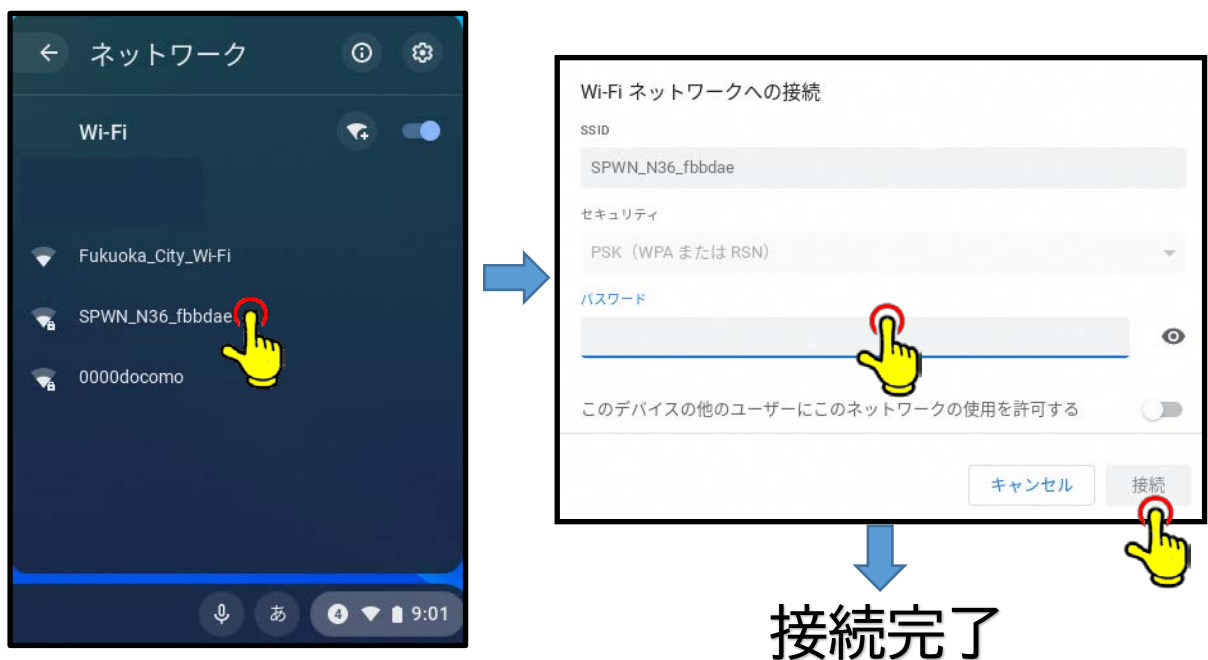 ネットワーク
Wi-Fi
Fukuoka_City_Wi-Fi
SPWN_N36_fbbdae
0000docomo
あ
4
9:01
Wi-Fi ネットワークへの接続
SSID
SPWN_N36_fbbdae
セキュリティ
PSK（WPA または RSN）
パスワード
このデバイスの他のユーザーにこのネットワークの使用を許可する
キャンセル
接続
接続完了